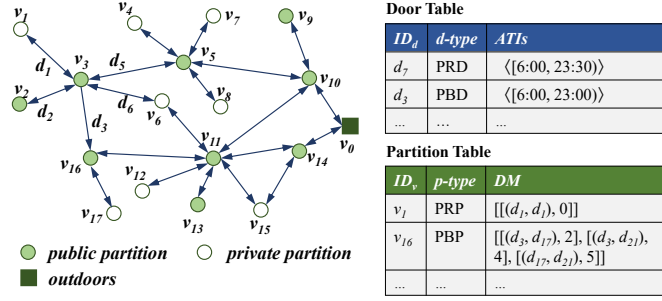 v1
v4
v7
v9
v3
d5
v5
v10
d1
v2
d2
d6
v6
v8
d3
v11
v0
v16
v14
v12
v17
v13
v15
public partition
private partition
outdoors
Door Table
IDd d-type ATIs
d7 PRD ⟨[6:00, 23:30)⟩
d3 PBD ⟨[6:00, 23:00)⟩
... ... ...
Partition Table
IDv p-type DM
v1 PRP [[(d1, d1), 0]]
v16 PBP [[(d3, d17), 2], [(d3, d21),
4], [(d17, d21), 5]]
... ... ...